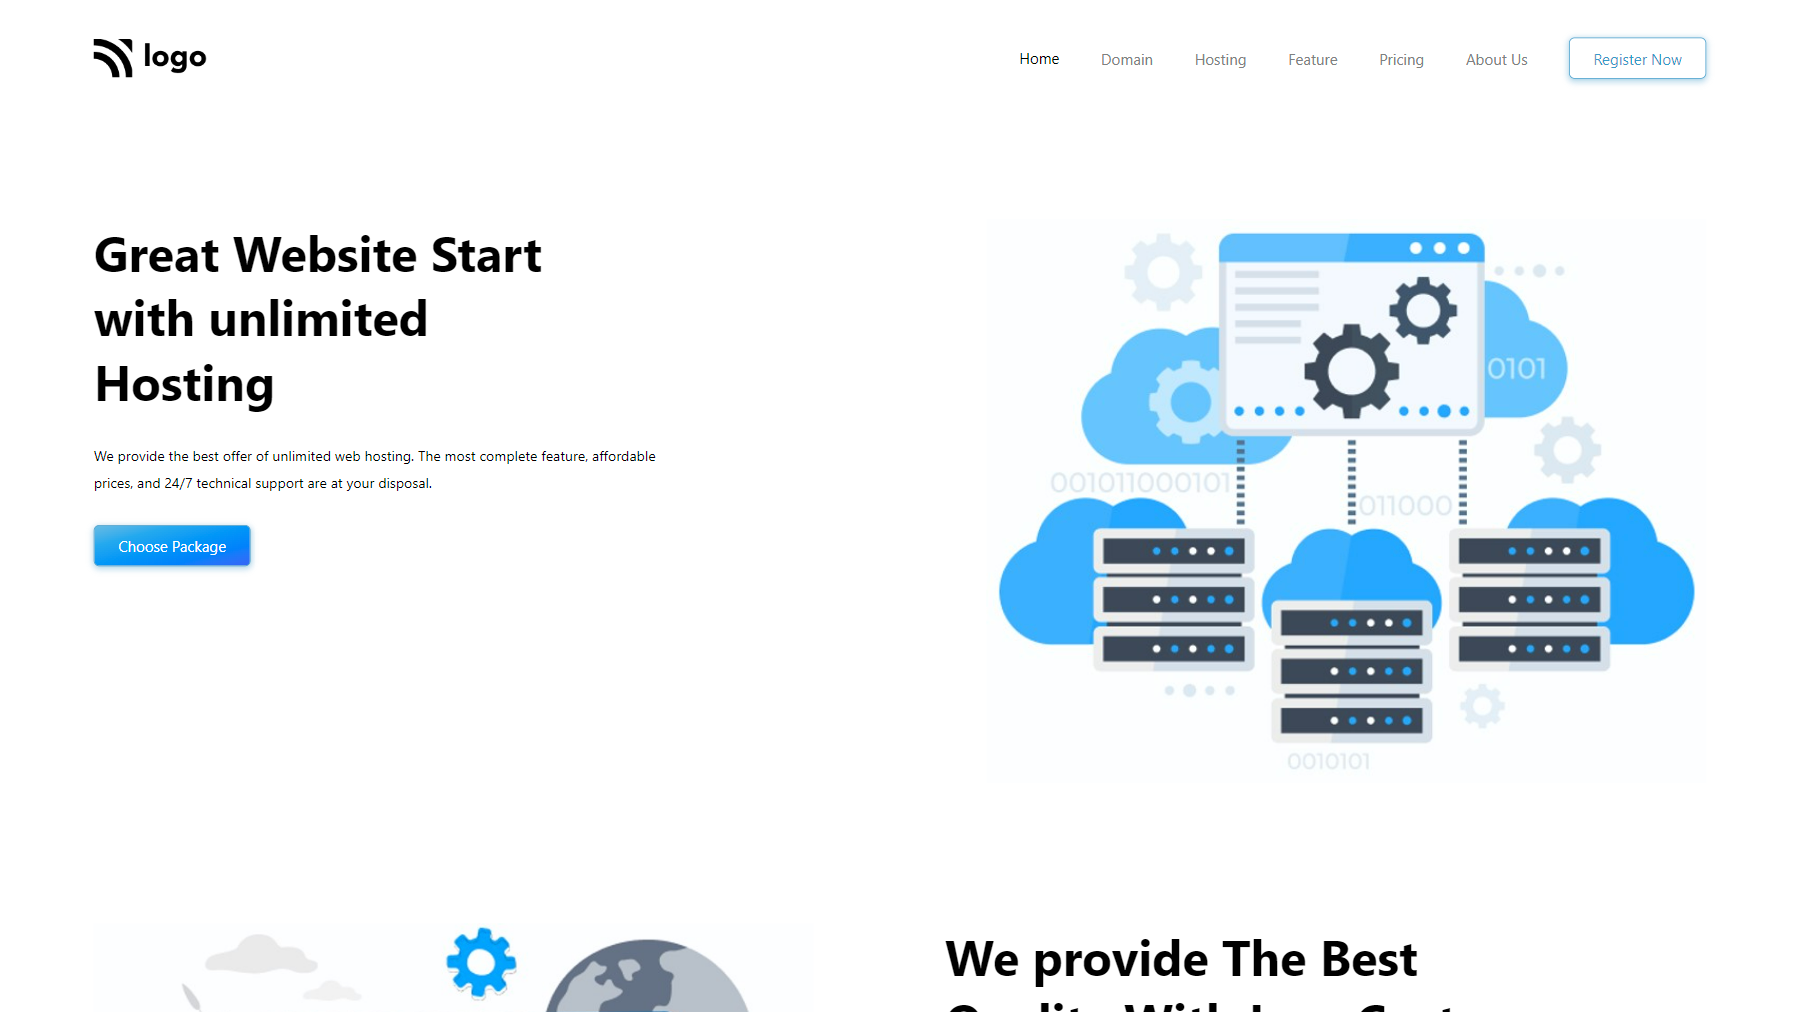 logo
Home Domain Hosting Feature Pricing About Us Register Now
Great Website Start
with unlimited
Hosting
We provide the best offer of unlimited web hosting. The most complete feature, affordable
prices, and 24/7 technical support are at your disposal.
Choose Package
0101
001011000101
011000
0010101
We provide The Best